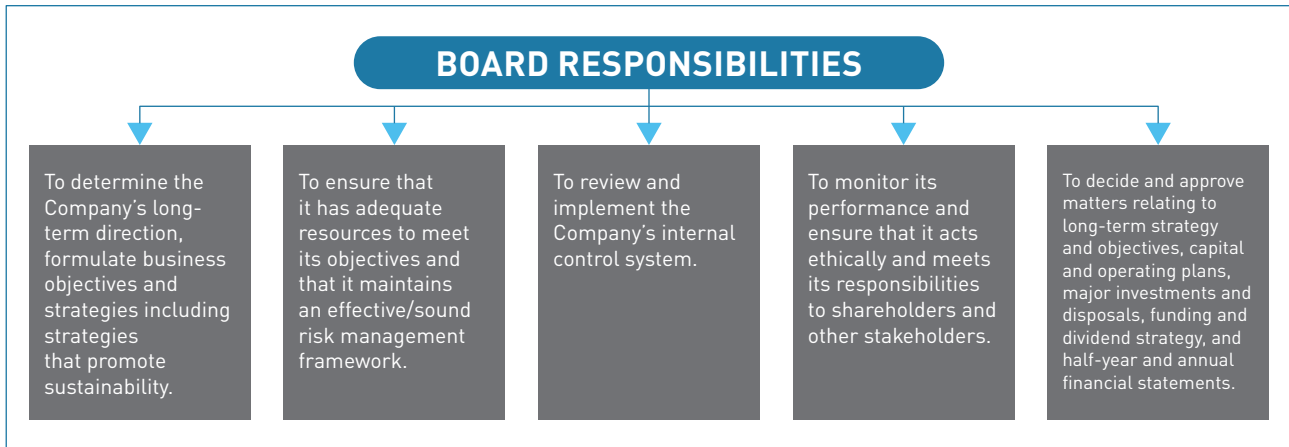 BOARD RESPONSIBILITIES
To determine the
Company’s long-
term direction,
formulate business
objectives and
strategies including
strategies
that promote
sustainability.
To ensure that
it has adequate
resources to meet
its objectives and
that it maintains
an effective/sound
risk management
framework.
To review and
implement the
Company’s internal
control system.
To monitor its
performance and
ensure that it acts
ethically and meets
its responsibilities
to shareholders and
other stakeholders.
To decide and approve
matters relating to
long-term strategy
and objectives, capital
and operating plans,
major investments and
disposals, funding and
dividend strategy, and
half-year and annual
financial statements.